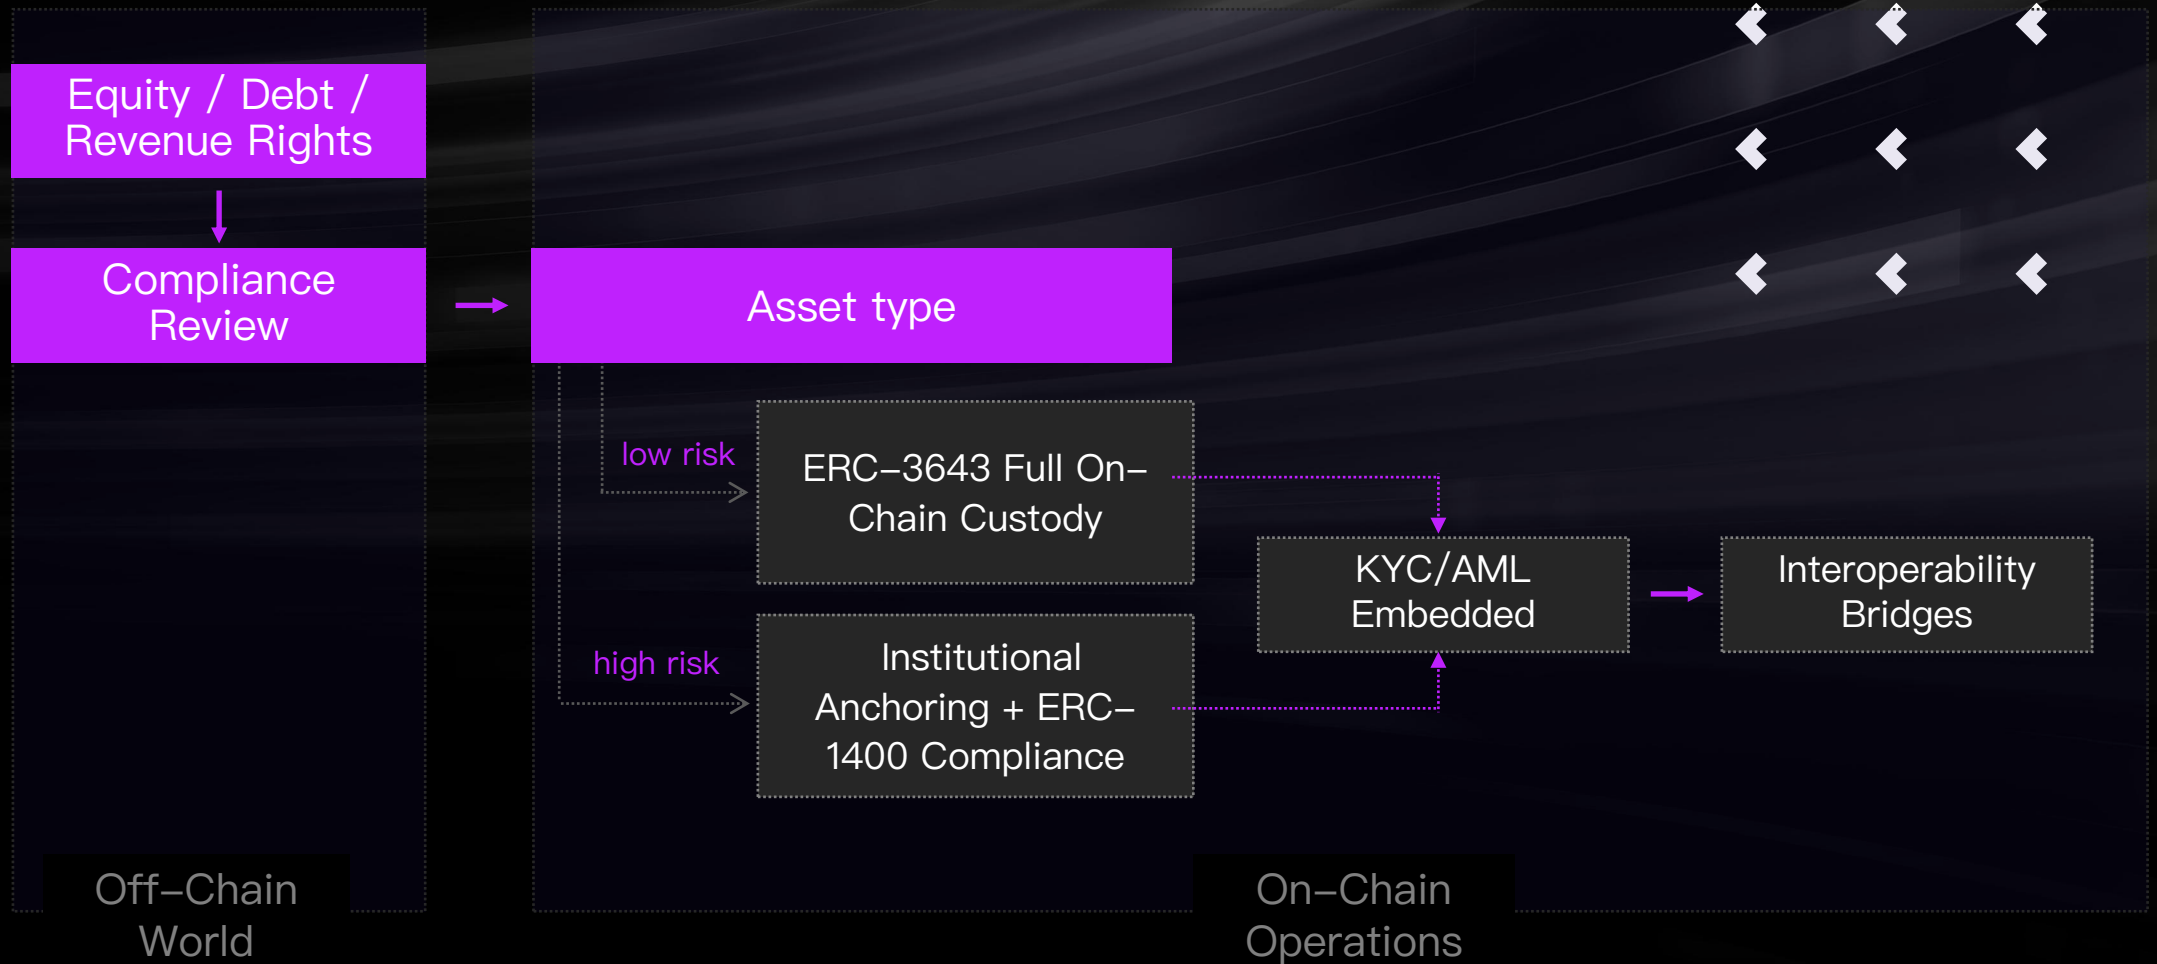 Equity / Debt /
Revenue Rights
Compliance
Review
Asset type
low risk
ERC-3643 Full On-
Chain Custody
high risk
Institutional
Anchoring + ERC-
1400 Compliance
KYC/AML
Embedded
Interoperability
Bridges
Off-Chain
World
On-Chain
Operations